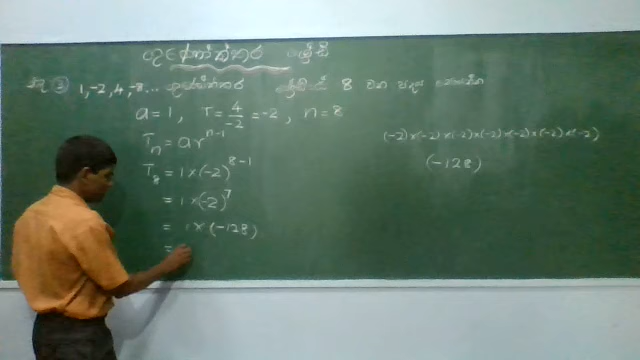 ගුණෝත්තර ශ්‍රේඪි
1, -2, 4, -8... ගුණෝත්තර ශ්‍රේඪියේ 8 වන පදය සොයන්න
a = 1 , r = 4/-2 = -2 , n = 8
Tn = ar^n-1
T8 = 1 × (-2)^8-1
= 1 × (-2)^7
= 1 × (-128)
=
(-2) × (-2) × (-2) × (-2) × (-2) × (-2) × (-2)
(-128)